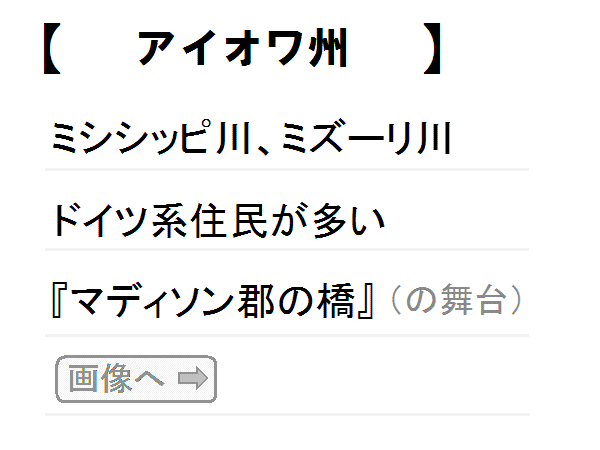 【　アイオワ州　】
ミシシッピ川、ミズーリ川
ドイツ系住民が多い
『マディソン郡の橋』（の舞台）
画像へ ⇨